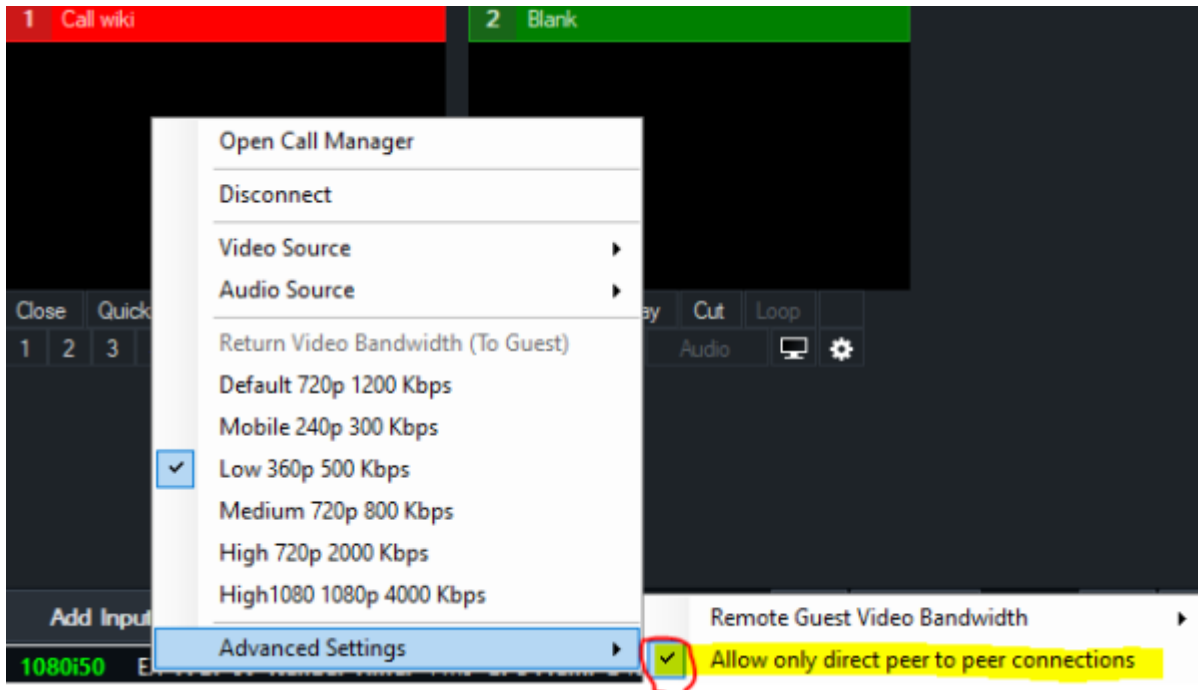 1 Call wiki
2 Blank
Open Call Manager
Disconnect
Video Source
Audio Source
Close Quick ay Cut Loop
1 2 3 Audio
Return Video Bandwidth (To Guest)
Default 720p 1200 Kbps
Mobile 240p 300 Kbps
Low 360p 500 Kbps
Medium 720p 800 Kbps
High 720p 2000 Kbps
High1080 1080p 4000 Kbps
Add Input
Advanced Settings
Remote Guest Video Bandwidth
Allow only direct peer to peer connections
1080i50